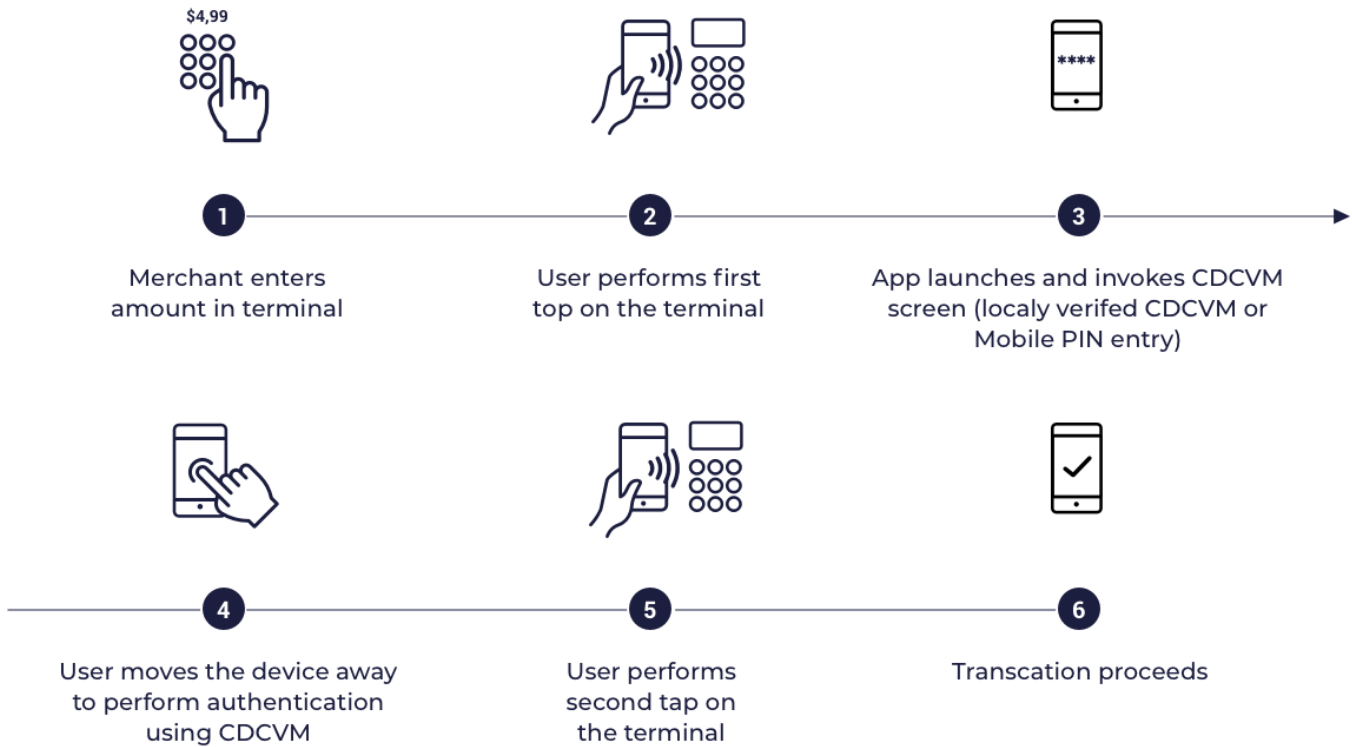 $4,99
1
2
3
Merchant enters
amount in terminal
User performs first
top on the terminal
App launches and invokes CDCVM
screen (localy verifed CDCVM or
Mobile PIN entry)
****
4
5
6
User moves the device away
to perform authentication
using CDCVM
User performs
second tap on
the terminal
Transcation proceeds